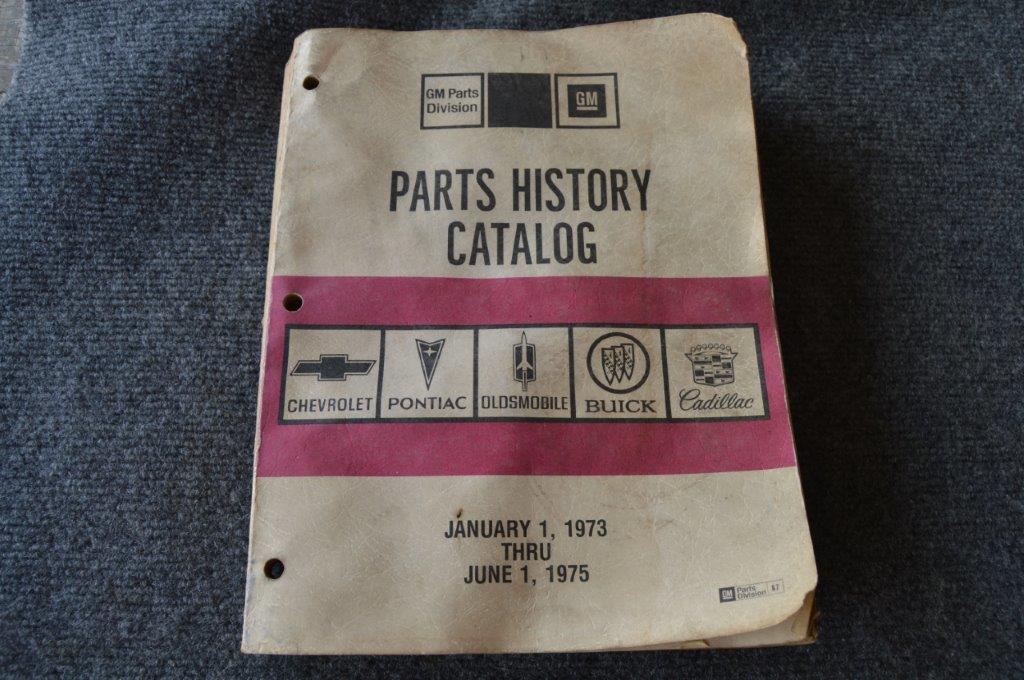 GM Parts
Division
GM
PARTS HISTORY
CATALOG
CHEVROLET
PONTIAC
OLDSMOBILE
BUICK
Cadillac
JANUARY 1, 1973
THRU
JUNE 1, 1975
GM Parts
Division